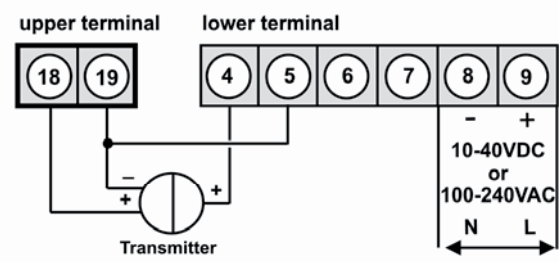 upper terminal
lower terminal
18 19
4 5 6 7 8 9
- +
10-40VDC
or
100-240VAC
N L
–
+
+
Transmitter